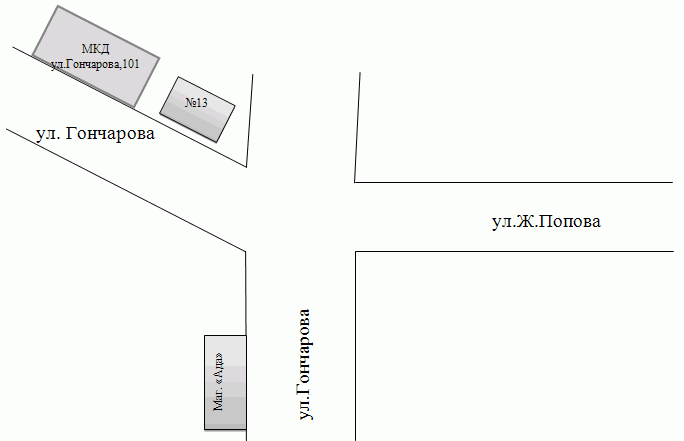 МКД
ул.Гончарова,101
№13
ул. Гончарова
ул.Ж.Попова
ул.Гончарова
Маг. «Ада»